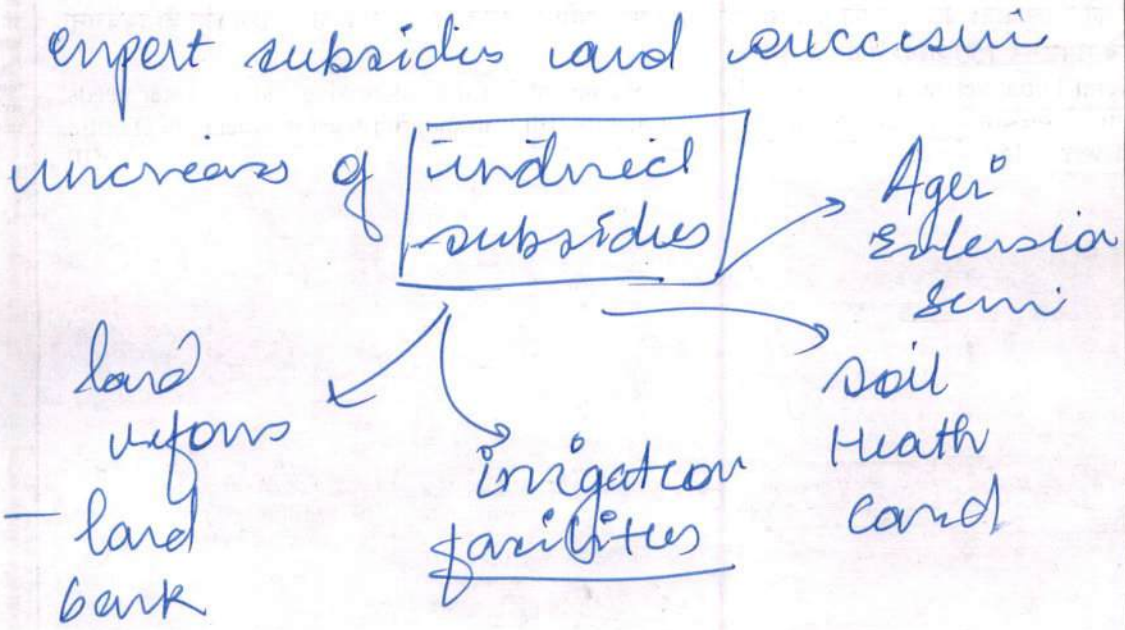 export subsidies and successive
increase of indirect
subsidies
Agri
Extension
Servi
land
reforms
– land
bank
irrigation
facilities
Soil
Health
Card